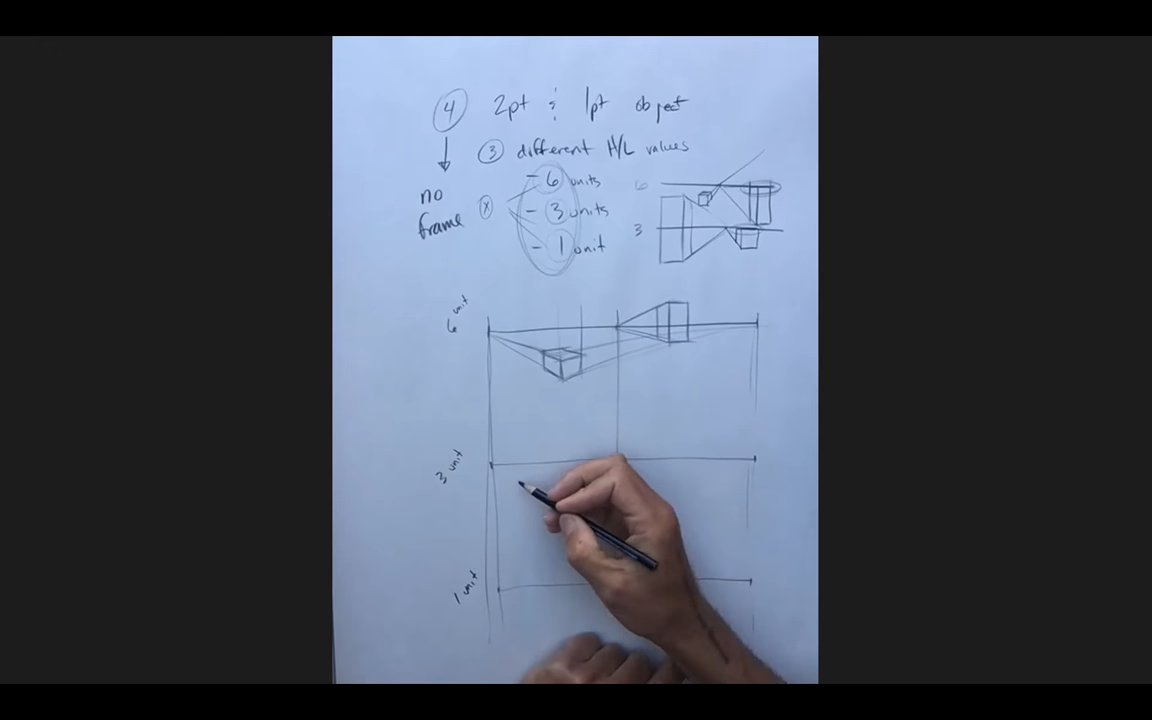 4 2pt & 1pt object
3 different H/L values
no frame
x
- 6 units
- 3 units
- 1 unit
6
3
6 unit
3 unit
1 unit